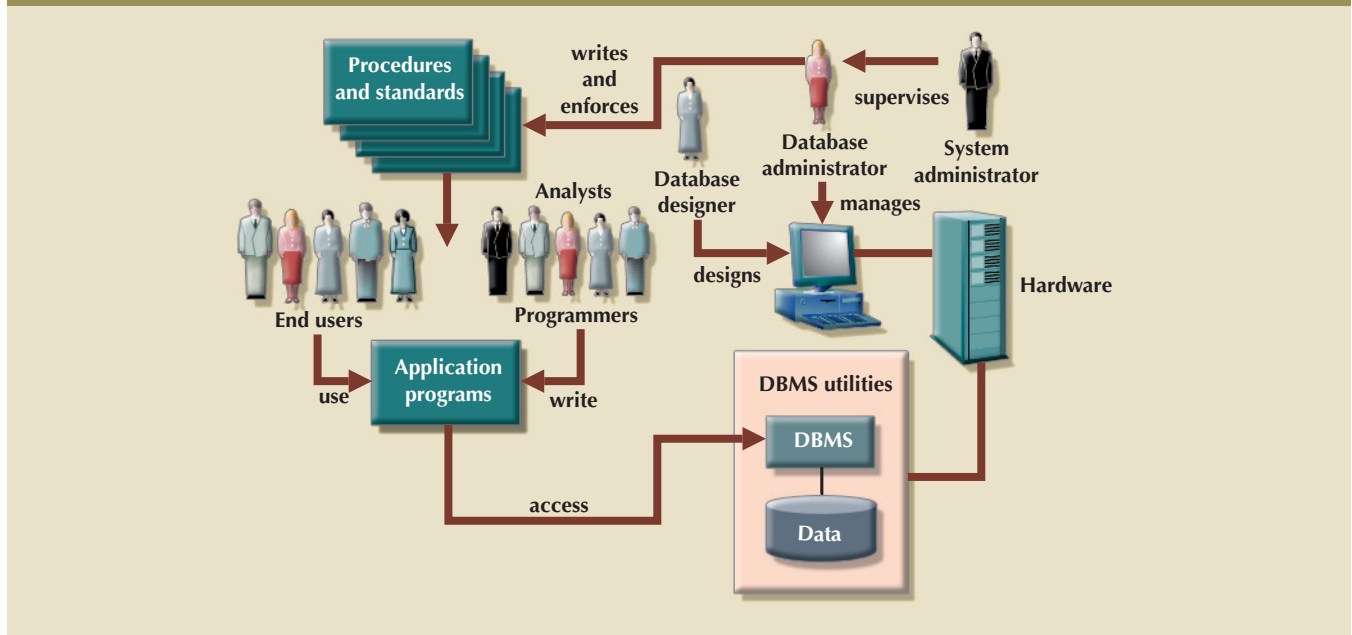 Procedures
and standards
writes
and
enforces
supervises
Database
administrator
System
administrator
Analysts
Database
designer
manages
designs
Hardware
End users
Programmers
Application
programs
use
write
DBMS utilities
DBMS
access
Data